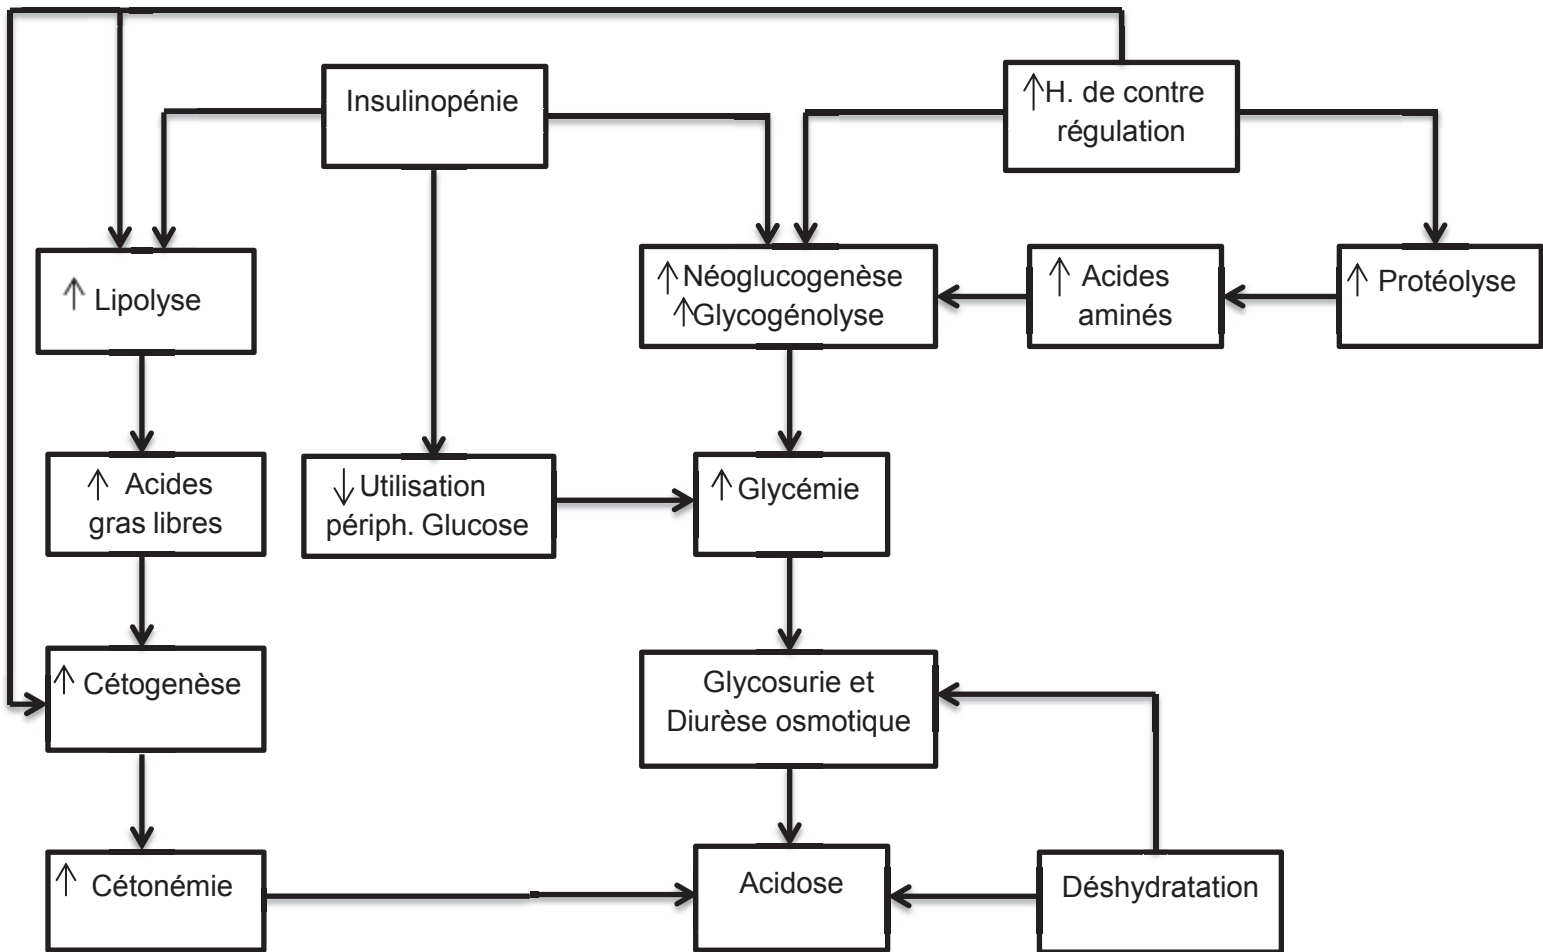 Insulinopénie
↑H. de contre
régulation
↑ Lipolyse
↑ Néoglucogenèse
↑Glycogénolyse
↑ Acides
aminés
↑ Protéolyse
↑ Acides
gras libres
↓ Utilisation
périph. Glucose
↑ Glycémie
↑ Cétogenèse
Glycosurie et
Diurèse osmotique
↑ Cétonémie
Acidose
Déshydratation